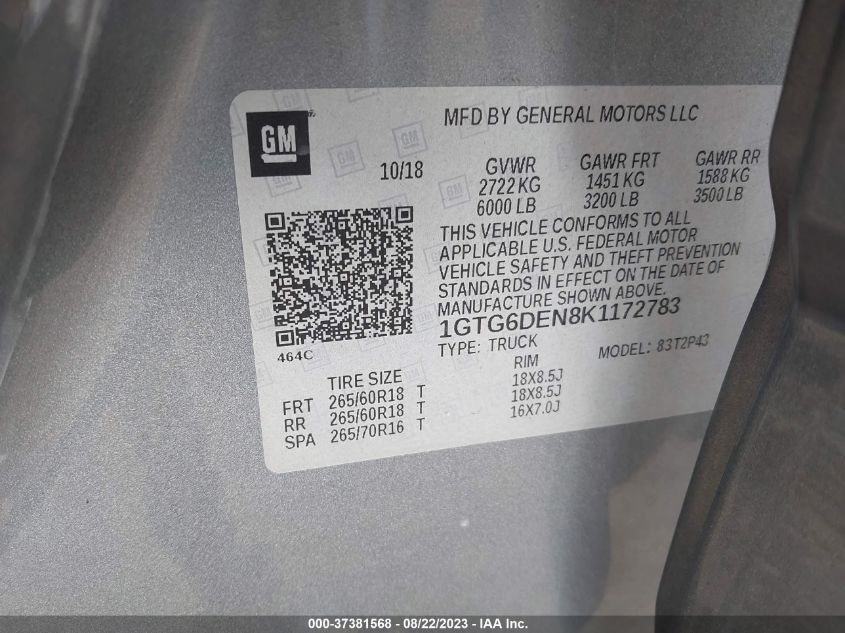 GM
MFD BY GENERAL MOTORS LLC
10/18
GVWR GAWR FRT GAWR RR
2722 KG 1451 KG 1588 KG
6000 LB 3200 LB 3500 LB
THIS VEHICLE CONFORMS TO ALL
APPLICABLE U.S. FEDERAL MOTOR
VEHICLE SAFETY AND THEFT PREVENTION
STANDARDS IN EFFECT ON THE DATE OF
MANUFACTURE SHOWN ABOVE.
1GTG6DEN8K1172783
464C
TYPE: TRUCK MODEL: 83T2P43
TIRE SIZE RIM
FRT 265/60R18 T 18X8.5J
RR 265/60R18 T 18X8.5J
SPA 265/70R16 T 16X7.0J
000-37381568 - 08/22/2023 - IAA Inc.